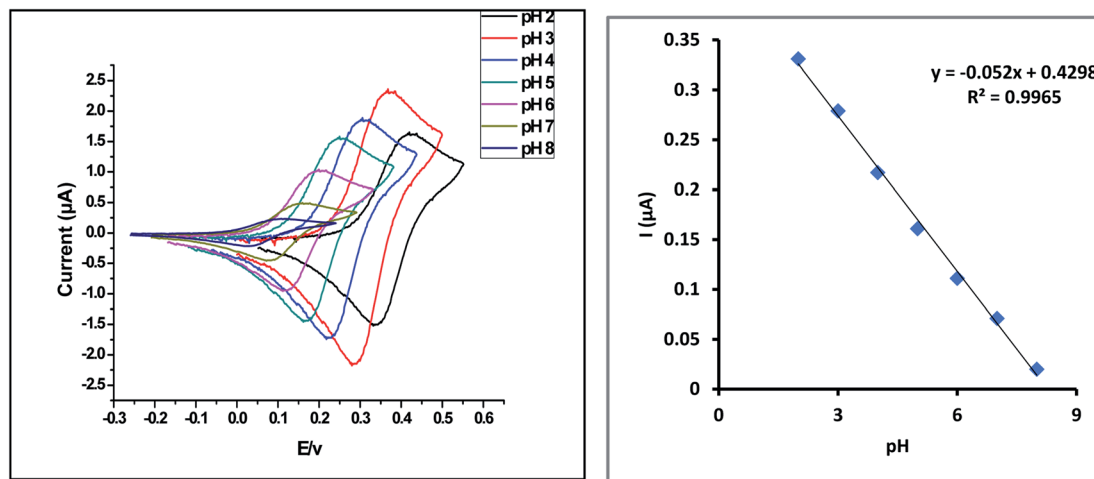 pH 2
pH 3
pH 4
pH 5
pH 6
pH 7
pH 8
2.5
2.0
1.5
1.0
0.5
0.0
-0.5
-1.0
-1.5
-2.0
-2.5
Current (µA)
-0.3 -0.2 -0.1 0.0 0.1 0.2 0.3 0.4 0.5 0.6
E/v
0.35
0.3
0.25
0.2
0.15
0.1
0.05
0
I (µA)
y = -0.052x + 0.4298
R² = 0.9965
0 3 6 9
pH